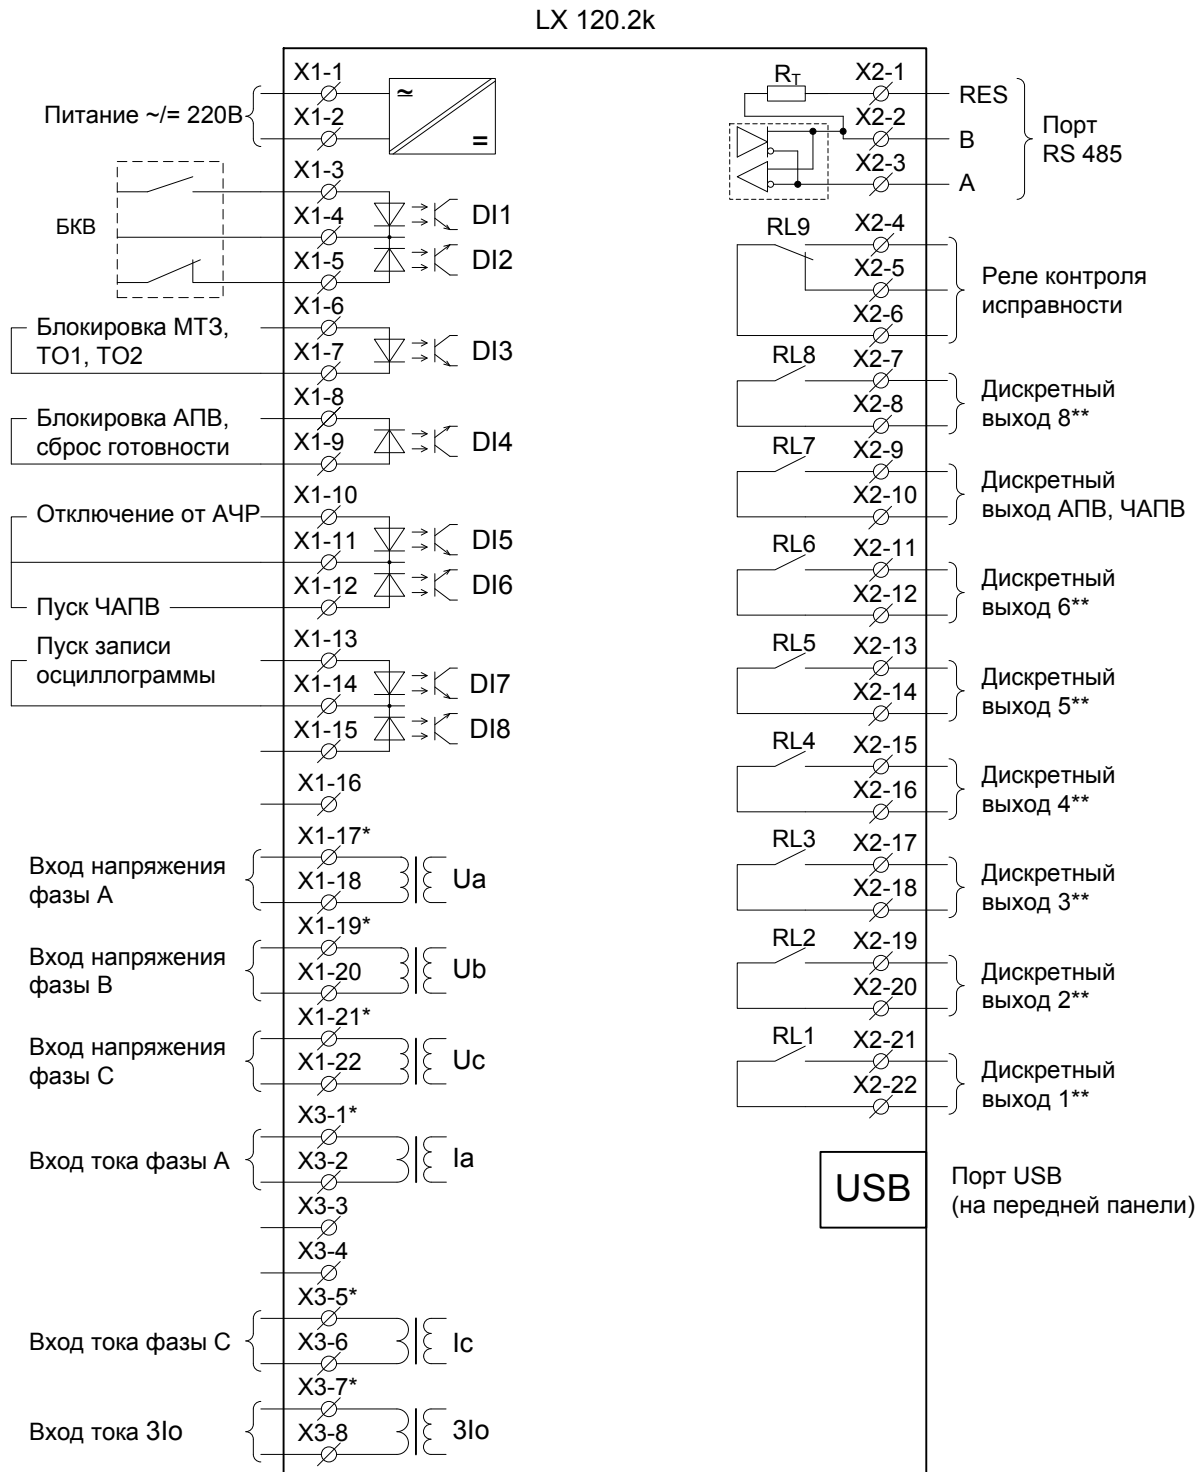 LX 120.2k
X1-1
Питание ~/= 220В
X1-2
≃
=
X1-3
БКВ
X1-4
DI1
X1-5
DI2
X1-6
Блокировка МТЗ,
ТО1, ТО2
X1-7
DI3
X1-8
Блокировка АПВ,
сброс готовности
X1-9
DI4
X1-10
Отключение от АЧР
X1-11
DI5
X1-12
DI6
Пуск ЧАПВ
X1-13
Пуск записи
осциллограммы
X1-14
DI7
X1-15
DI8
X1-16
X1-17*
Вход напряжения
фазы А
X1-18
Ua
X1-19*
Вход напряжения
фазы В
X1-20
Ub
X1-21*
Вход напряжения
фазы С
X1-22
Uc
X3-1*
Вход тока фазы А
X3-2
Ia
X3-3
X3-4
X3-5*
Вход тока фазы С
X3-6
Ic
X3-7*
Вход тока 3Io
X3-8
3Io
RT
X2-1
RES
X2-2
B
X2-3
A
Порт
RS 485
RL9
X2-4
X2-5
X2-6
Реле контроля
исправности
RL8
X2-7
X2-8
Дискретный
выход 8**
RL7
X2-9
X2-10
Дискретный
выход АПВ, ЧАПВ
RL6
X2-11
X2-12
Дискретный
выход 6**
RL5
X2-13
X2-14
Дискретный
выход 5**
RL4
X2-15
X2-16
Дискретный
выход 4**
RL3
X2-17
X2-18
Дискретный
выход 3**
RL2
X2-19
X2-20
Дискретный
выход 2**
RL1
X2-21
X2-22
Дискретный
выход 1**
USB
Порт USB
(на передней панели)